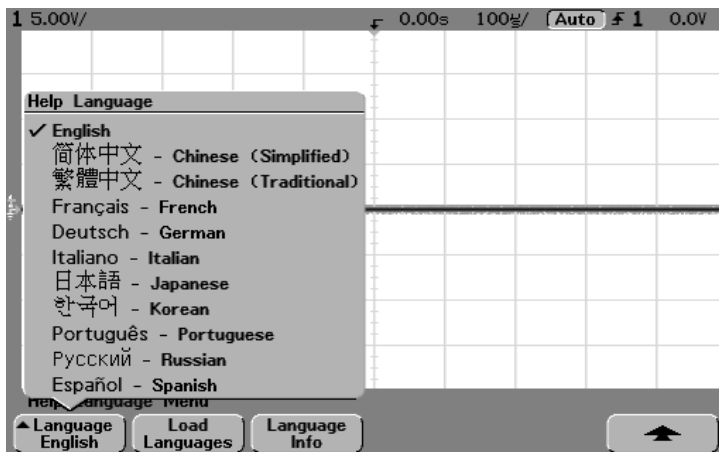 1 5.00V/ 0.00s 100µs/ Auto 1 0.0V
Help Language
✓ English
简体中文 - Chinese (Simplified)
繁體中文 - Chinese (Traditional)
Français - French
Deutsch - German
Italiano - Italian
日本語 - Japanese
한국어 - Korean
Português - Portuguese
Русский - Russian
Español - Spanish
Help Language Menu
Language English
Load Languages
Language Info